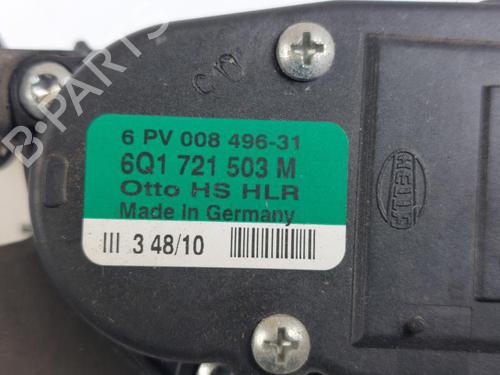 B-PARTS
6 PV 008 496-31
6Q1 721 503 M
Otto HS HLR
Made in Germany
III 3 48/10
HELLA